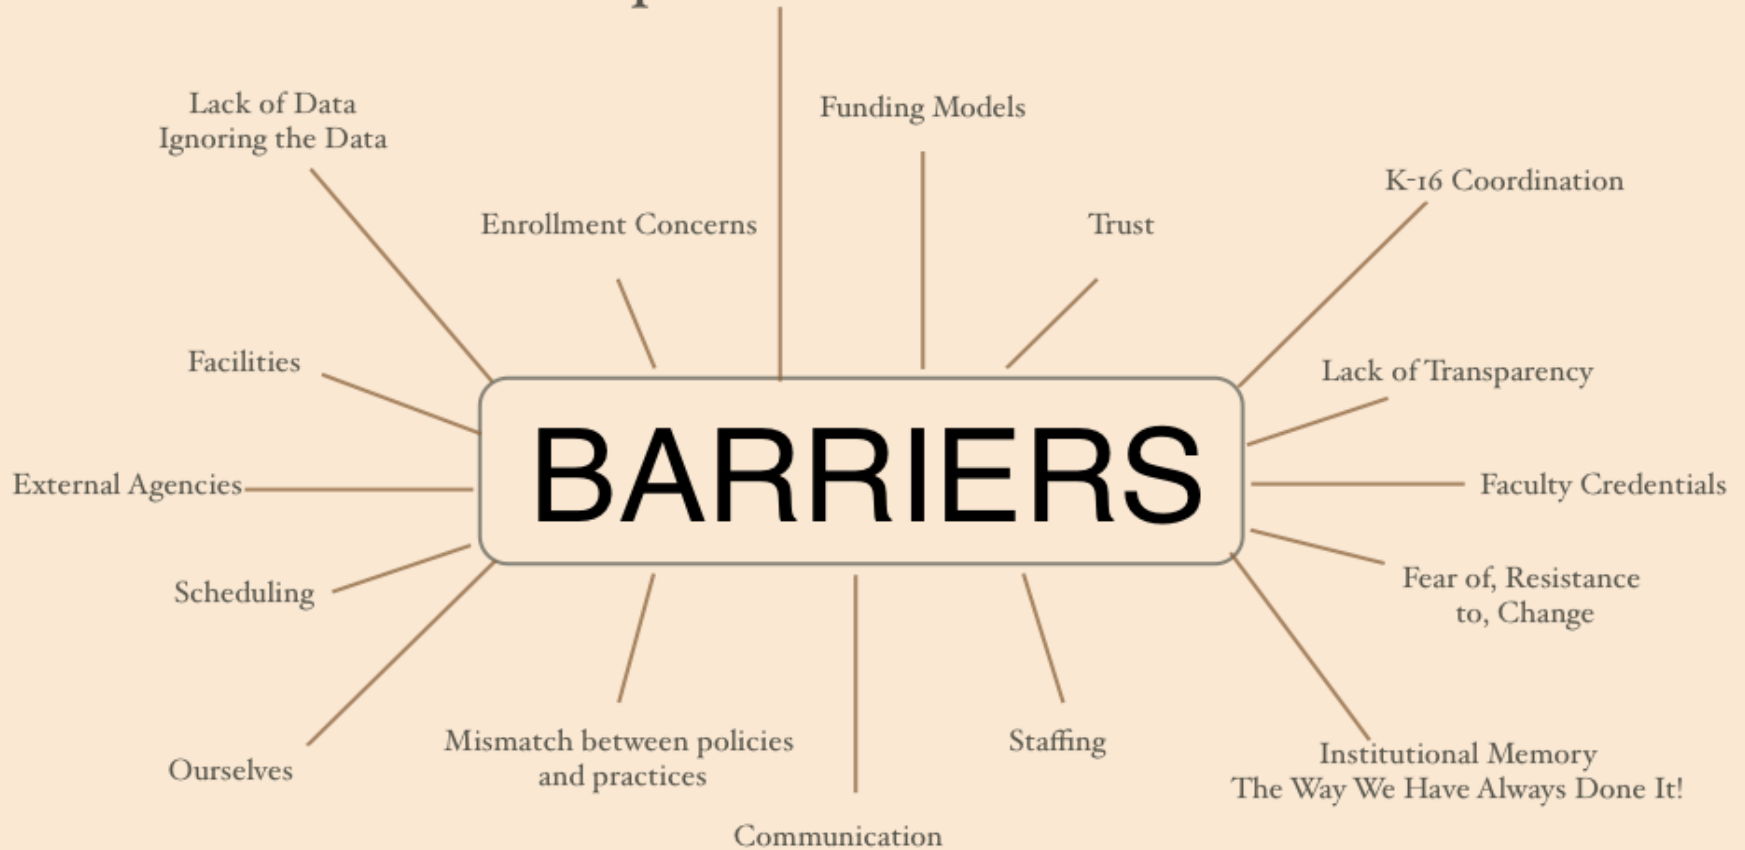 Lack of Data
Ignoring the Data
Funding Models
K-16 Coordination
Enrollment Concerns
Trust
Facilities
Lack of Transparency
BARRIERS
External Agencies
Faculty Credentials
Scheduling
Fear of, Resistance
to, Change
Ourselves
Mismatch between policies
and practices
Staffing
Institutional Memory
The Way We Have Always Done It!
Communication